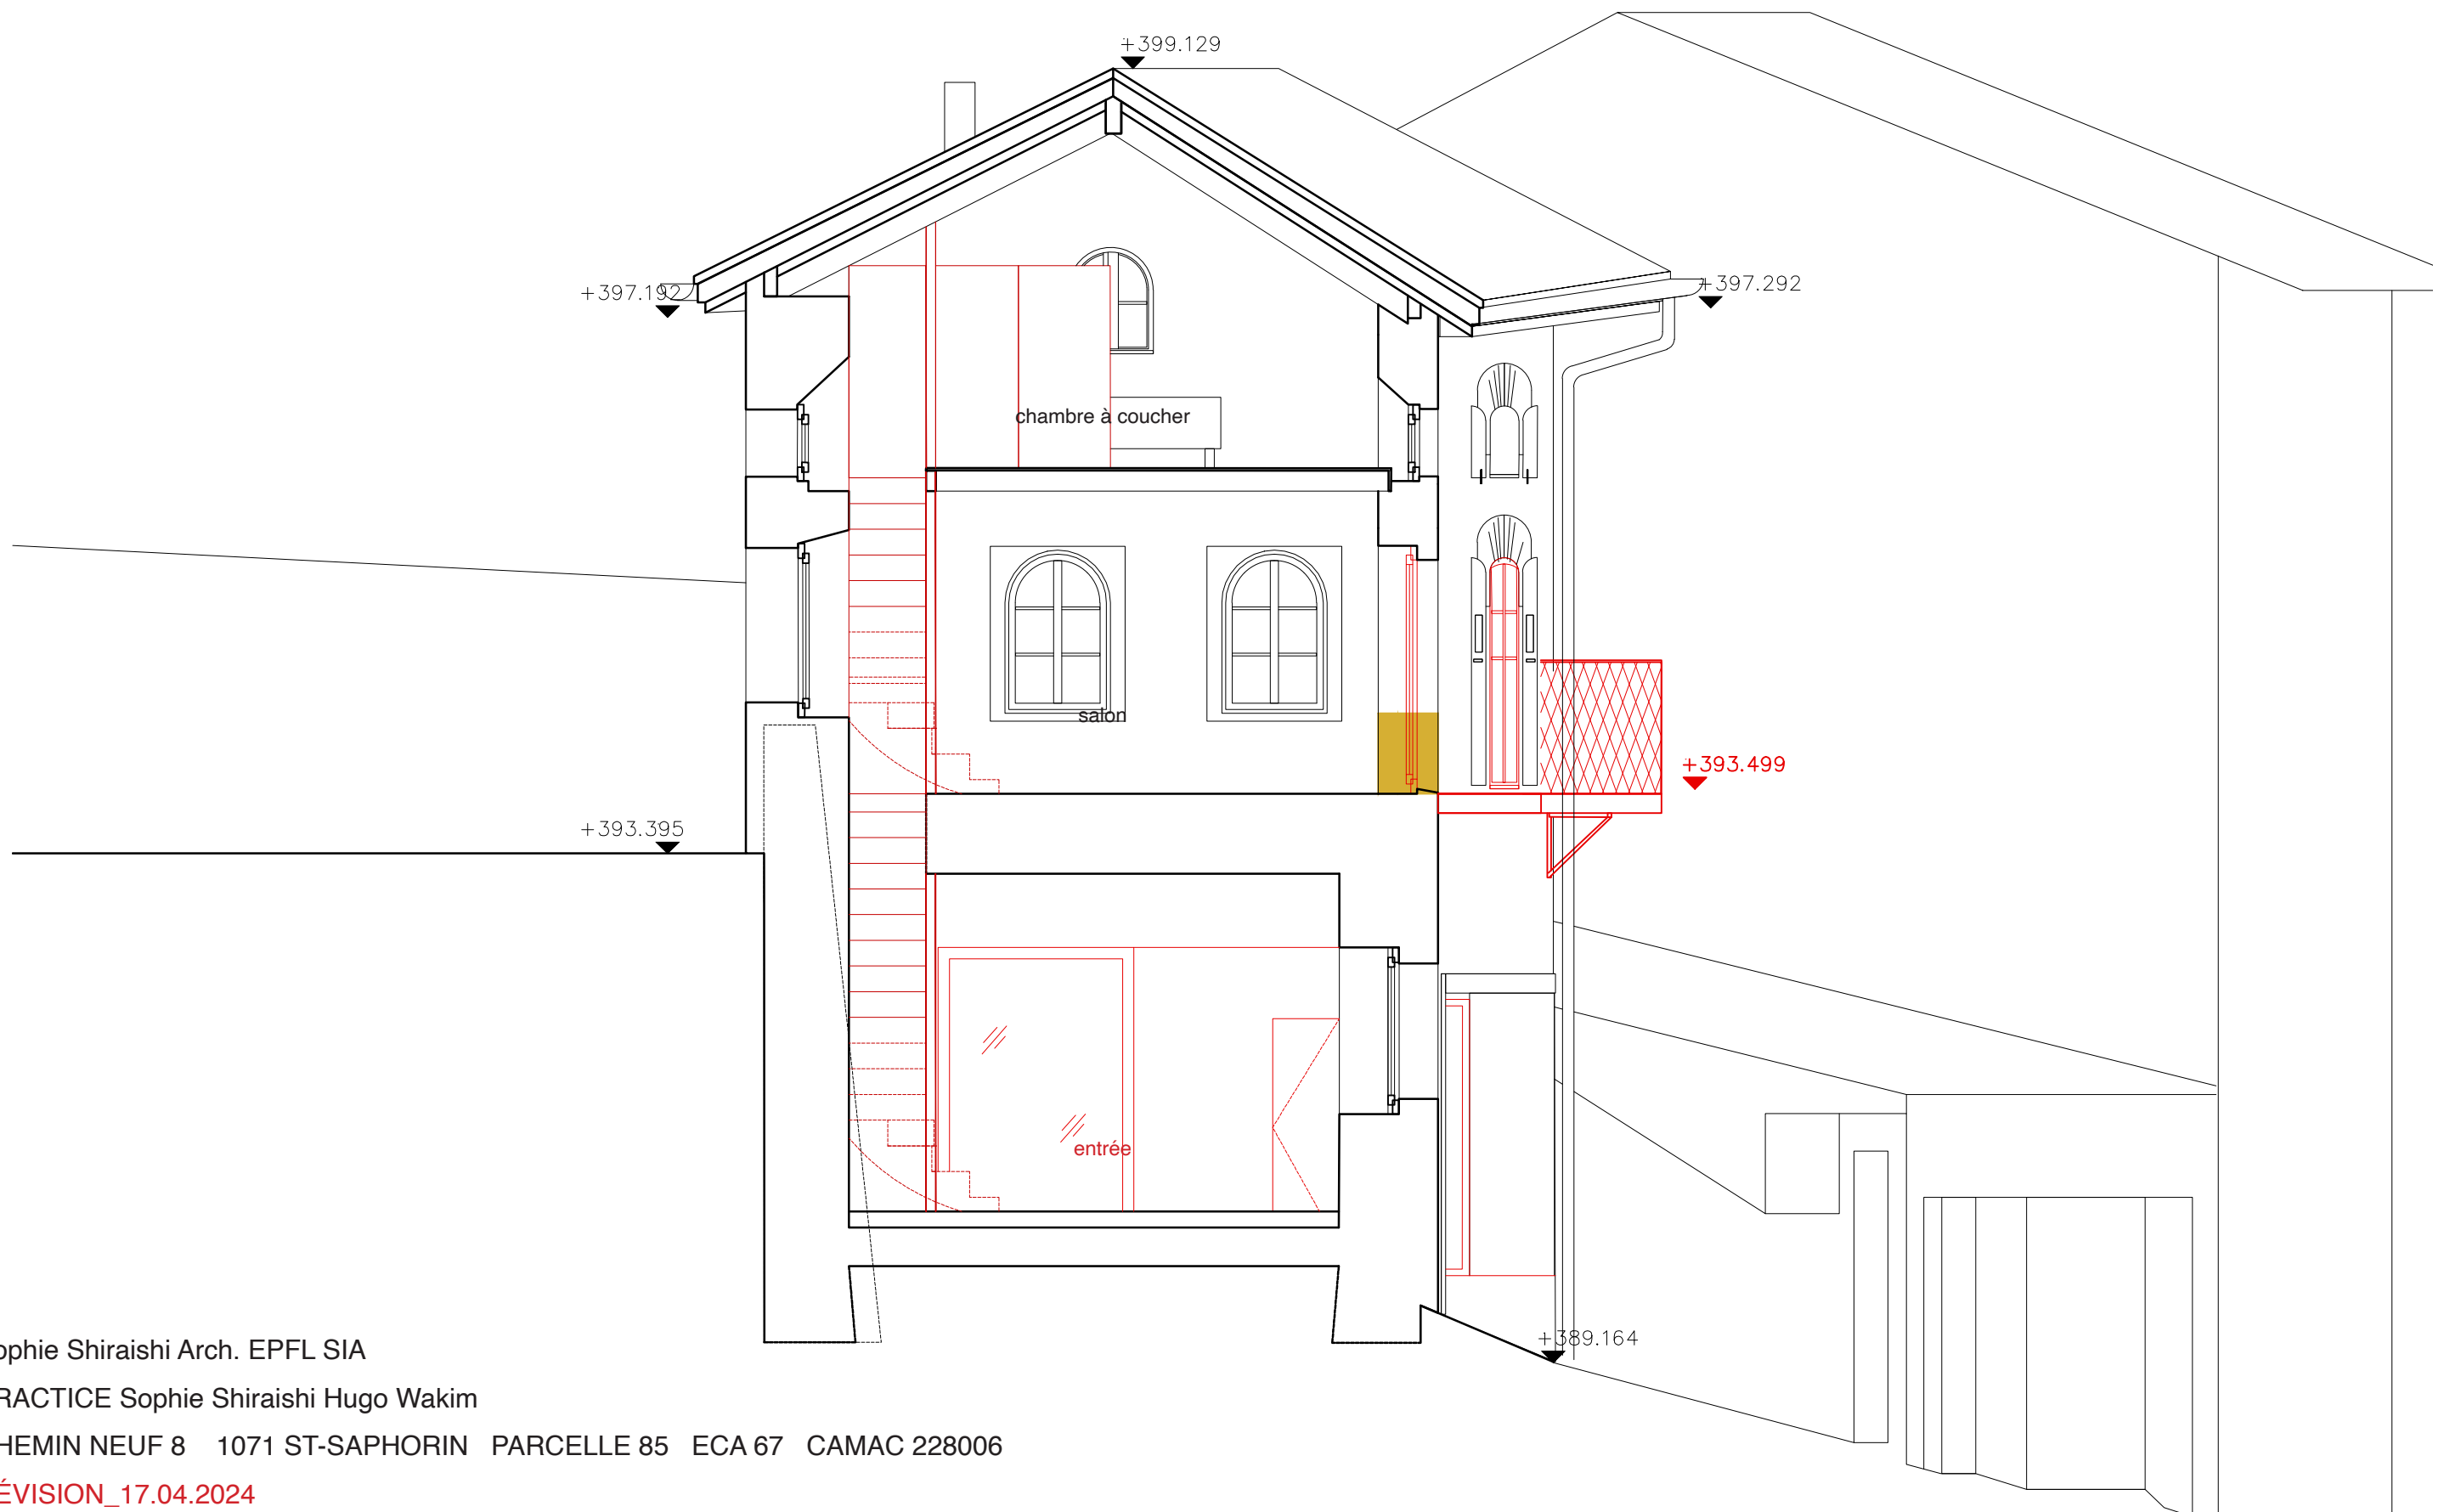 +399.129
+397.192
+397.292
chambre à coucher
salon
+393.499
+393.395
entrée
+389.164
ophie Shiraishi Arch. EPFL SIA
RACTICE Sophie Shiraishi Hugo Wakim
HEMIN NEUF 8 1071 ST-SAPHORIN PARCELLE 85 ECA 67 CAMAC 228006
ÉVISION_17.04.2024